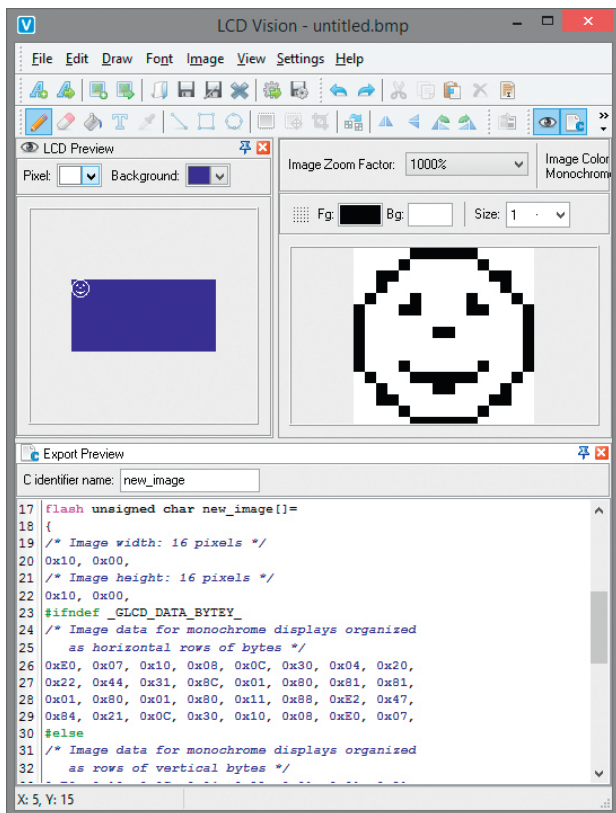 LCD Vision - untitled.bmp
File Edit Draw Font Image View Settings Help
LCD Preview
Pixel: Background:
Image Zoom Factor: 1000%
Image Color
Monochrom
Fg: Bg: Size: 1
Export Preview
C identifier name: new_image
17 flash unsigned char new_image[]=
18 {
19 /* Image width: 16 pixels */
20 0x10, 0x00,
21 /* Image height: 16 pixels */
22 0x10, 0x00,
23 #ifndef _GLCD_DATA_BYTEY_
24 /* Image data for monochrome displays organized
25 as horizontal rows of bytes */
26 0xE0, 0x07, 0x10, 0x08, 0x0C, 0x30, 0x04, 0x20,
27 0x22, 0x44, 0x31, 0x8C, 0x01, 0x80, 0x81, 0x81,
28 0x01, 0x80, 0x01, 0x80, 0x11, 0x88, 0xE2, 0x47,
29 0x84, 0x21, 0x0C, 0x30, 0x10, 0x08, 0xE0, 0x07,
30 #else
31 /* Image data for monochrome displays organized
32 as rows of vertical bytes */
X: 5, Y: 15